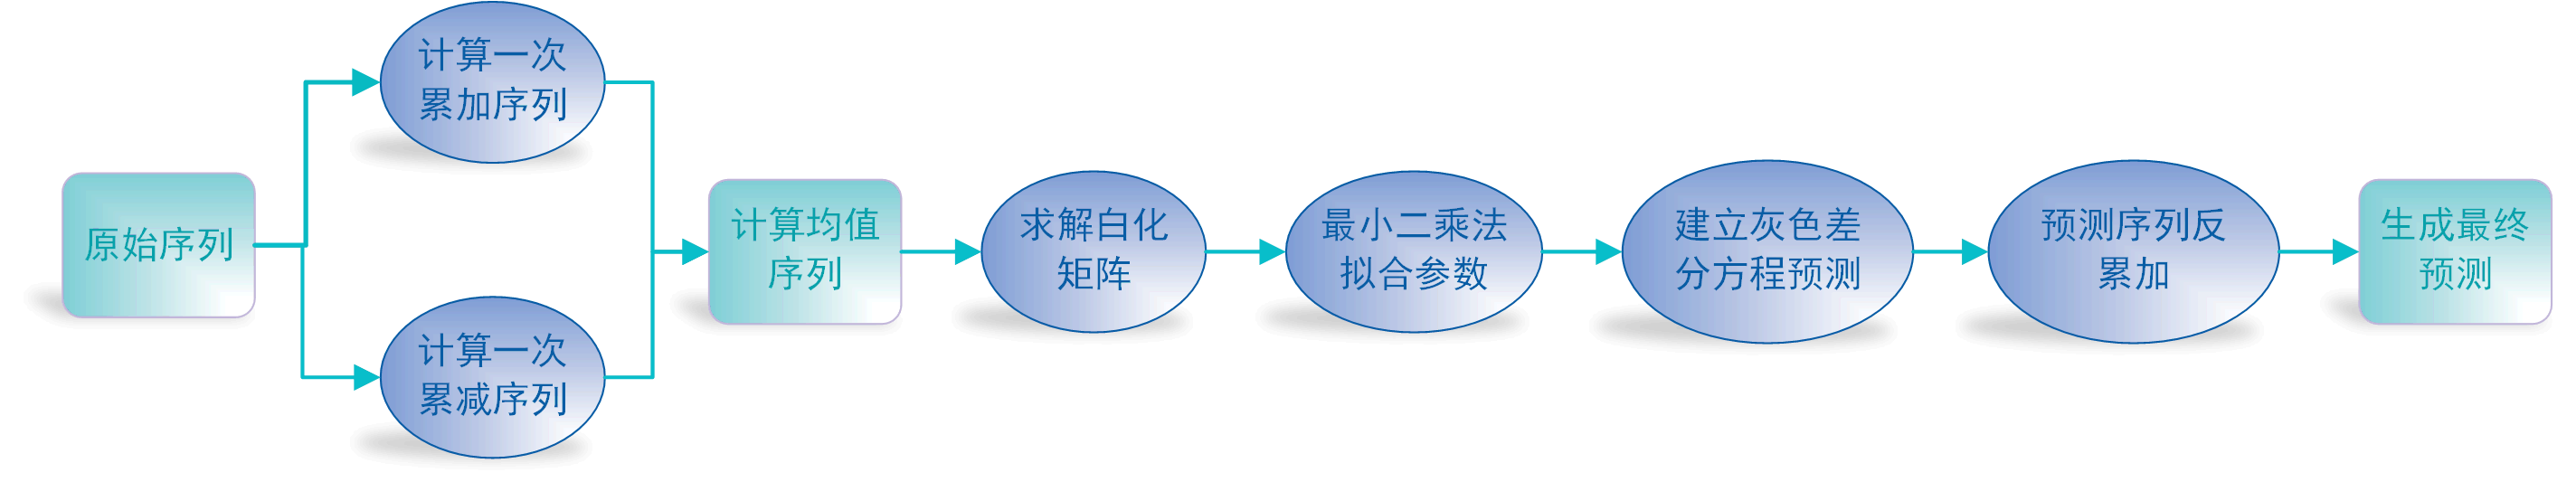 原始序列
计算一次
累加序列
计算一次
累减序列
计算均值
序列
求解白化
矩阵
最小二乘法
拟合参数
建立灰色差
分方程预测
预测序列反
累加
生成最终
预测